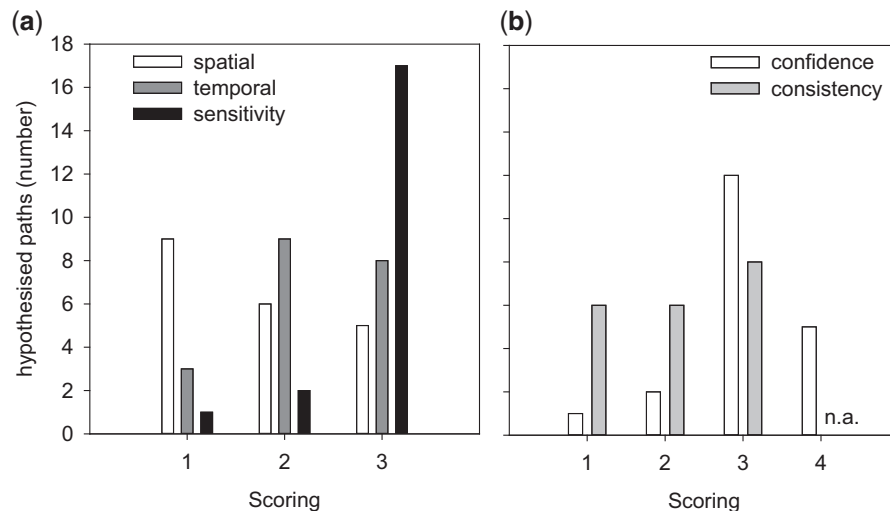 (a)
18
16
14
12
10
8
6
4
2
0
hypothesised paths (number)
spatial
temporal
sensitivity
1 2 3
Scoring
(b)
confidence
consistency
n.a.
1 2 3 4
Scoring